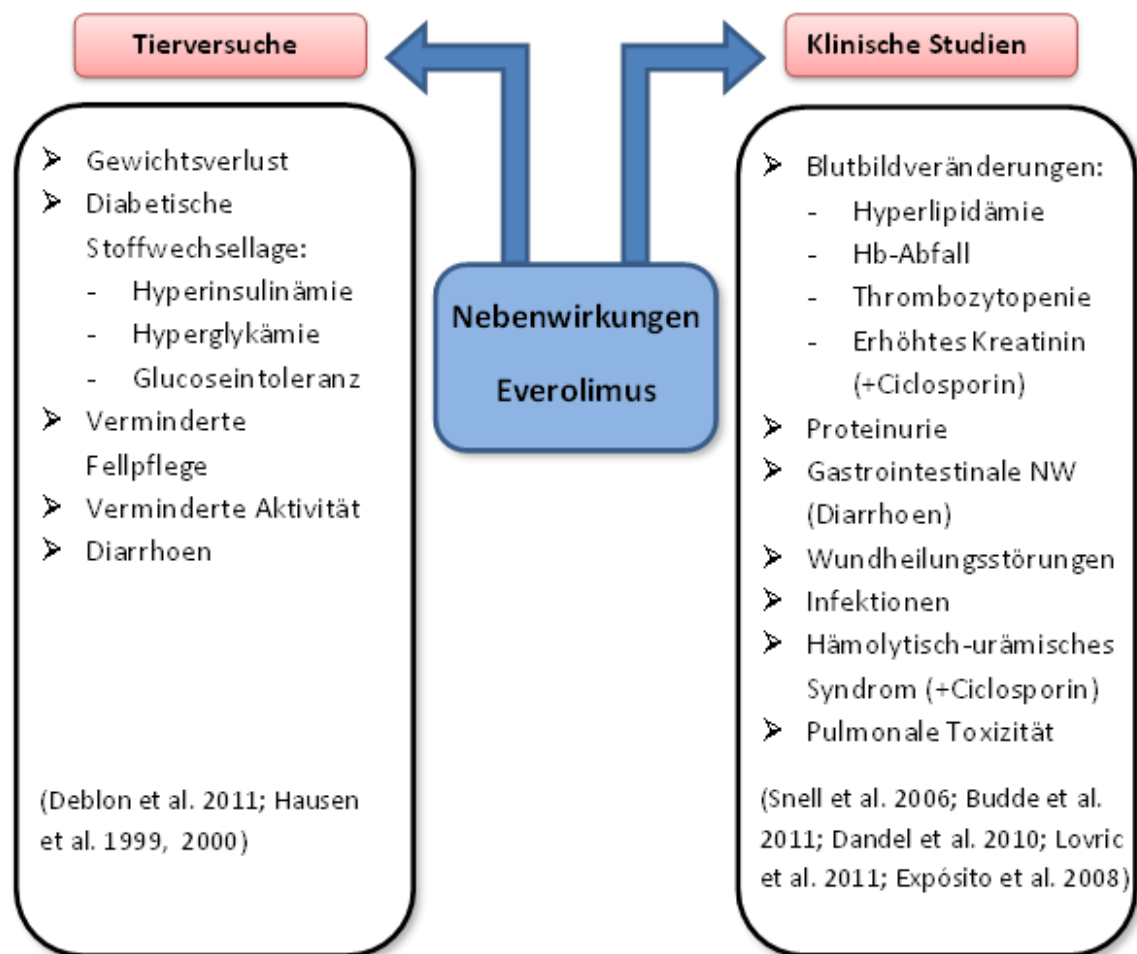 Tierversuche
➢ Gewichtsverlust
➢ Diabetische
Stoffwechsellage:
- Hyperinsulinämie
- Hyperglykämie
- Glucoseintoleranz
➢ Verminderte
Fellpflege
➢ Verminderte Aktivität
➢ Diarrhoen
(Deblon et al. 2011; Hausen
et al. 1999, 2000)
Nebenwirkungen
Everolimus
Klinische Studien
➢ Blutbildveränderungen:
- Hyperlipidämie
- Hb-Abfall
- Thrombozytopenie
- Erhöhtes Kreatinin
(+Ciclosporin)
➢ Proteinurie
➢ Gastrointestinale NW
(Diarrhoen)
➢ Wundheilungsstörungen
➢ Infektionen
➢ Hämolytisch-urämisches
Syndrom (+Ciclosporin)
➢ Pulmonale Toxizität
(Snell et al. 2006; Budde et al.
2011; Dandel et al. 2010; Lovric
et al. 2011; Expósito et al. 2008)